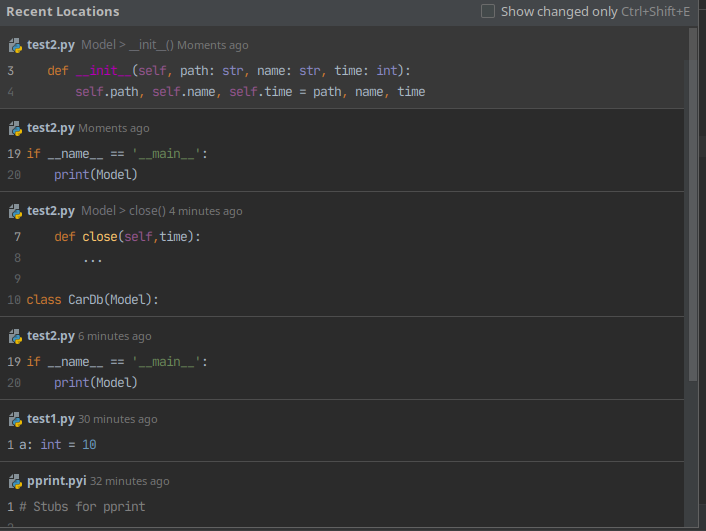 Recent Locations
Show changed only Ctrl+Shift+E
test2.py Model > __init__() Moments ago
3 def __init__(self, path: str, name: str, time: int):
4 self.path, self.name, self.time = path, name, time
test2.py Moments ago
19 if __name__ == '__main__':
20 print(Model)
test2.py Model > close() 4 minutes ago
7 def close(self,time):
8 ...
9
10 class CarDb(Model):
test2.py 6 minutes ago
19 if __name__ == '__main__':
20 print(Model)
test1.py 30 minutes ago
1 a: int = 10
pprint.pyi 32 minutes ago
1 # Stubs for pprint